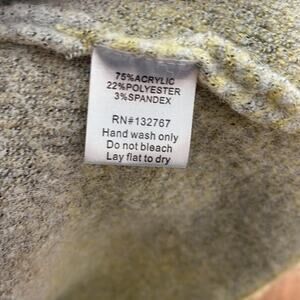 75%ACRYLIC
22%POLYESTER
3%SPANDEX
RN#132767
Hand wash only
Do not bleach
Lay flat to dry